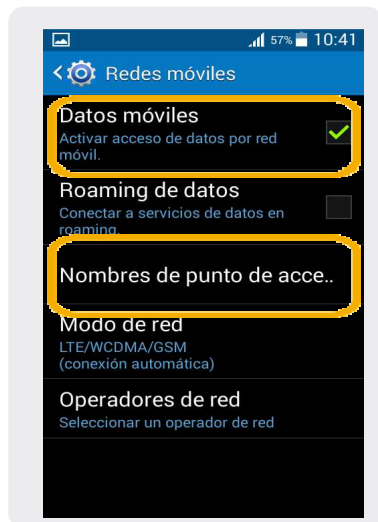 57% 10:41
< Redes móviles
Datos móviles
Activar acceso de datos por red
móvil.
Roaming de datos
Conectar a servicios de datos en
roaming.
Nombres de punto de acce..
Modo de red
LTE/WCDMA/GSM
(conexión automática)
Operadores de red
Seleccionar un operador de red